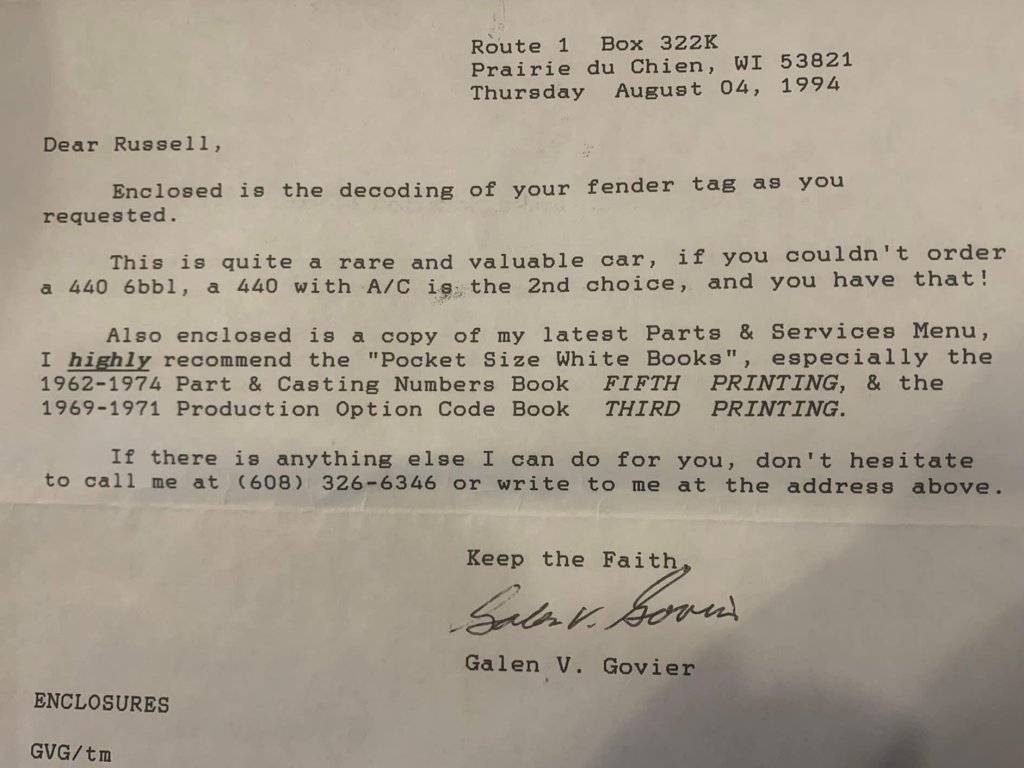 Route 1 Box 322K
Prairie du Chien, WI 53821
Thursday August 04, 1994
Dear Russell,
Enclosed is the decoding of your fender tag as you
requested.
This is quite a rare and valuable car, if you couldn't order
a 440 6bbl, a 440 with A/C is the 2nd choice, and you have that!
Also enclosed is a copy of my latest Parts & Services Menu,
I highly recommend the "Pocket Size White Books", especially the
1962-1974 Part & Casting Numbers Book FIFTH PRINTING, & the
1969-1971 Production Option Code Book THIRD PRINTING.
If there is anything else I can do for you, don't hesitate
to call me at (608) 326-6346 or write to me at the address above.
Keep the Faith,
Galen V. Govier
Galen V. Govier
ENCLOSURES
GVG/tm